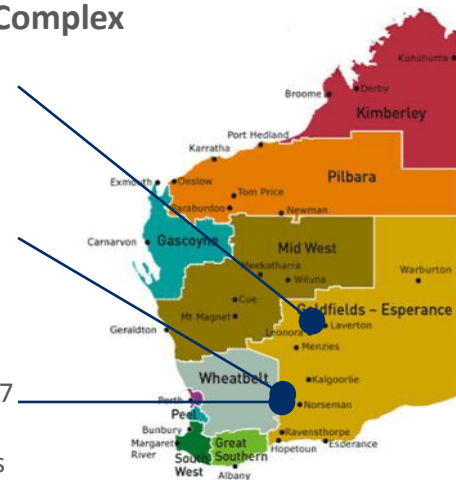 Complex
Kununurra
Derby
Broome
Kimberley
Port Hedland
Karratha
Pilbara
Exmouth
Onslow
Tom Price
Paraburdoo
Newman
Gascoyne
Carnarvon
Mid West
Meekatharra
Wiluna
Warburton
Cue
Goldfields – Esperance
Mt Magnet
Laverton
Geraldton
Leonora
Menzies
Wheatbelt
Kalgoorlie
7
Perth
Norseman
Peel
Bunbury
Ravensthorpe
Margaret
River
South
West
Great
Southern
Hopetoun
Esperance
s
Albany